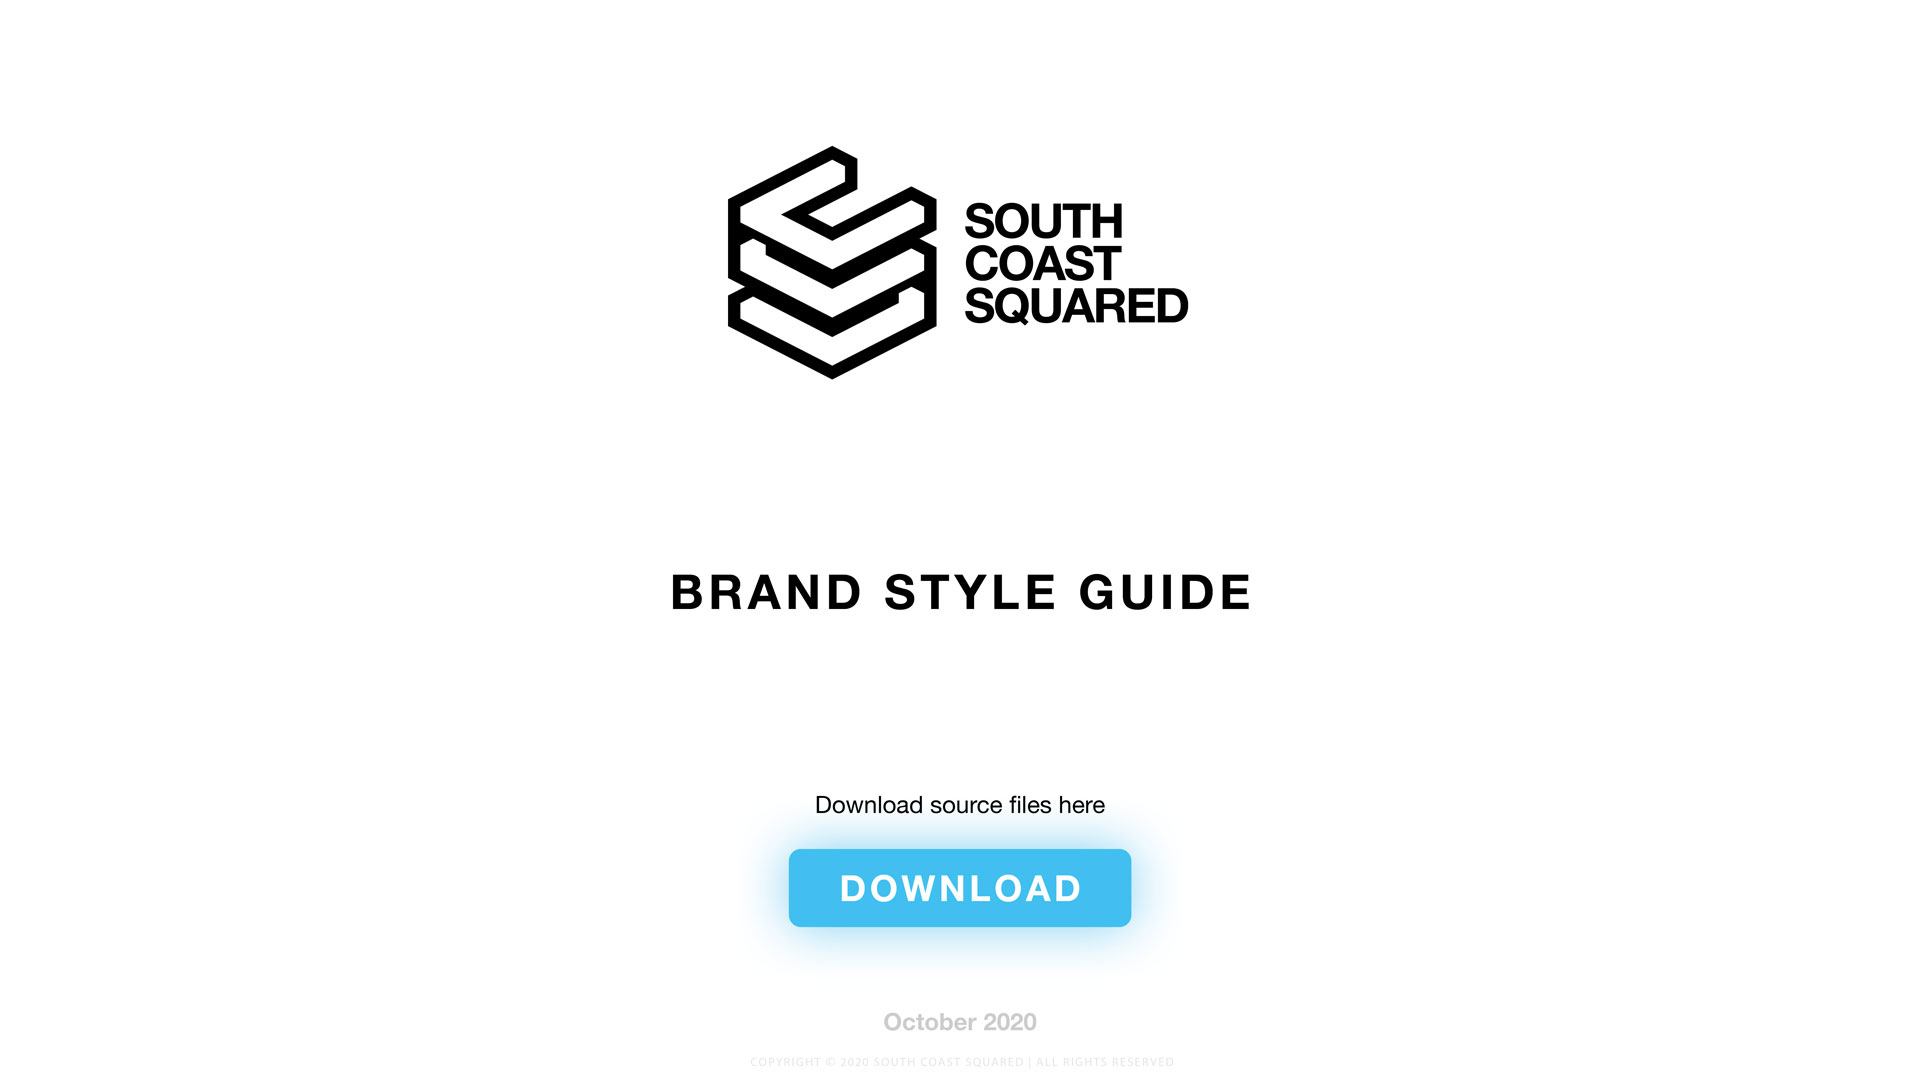 SOUTH
COAST
SQUARED
BRAND STYLE GUIDE
Download source files here
DOWNLOAD
October 2020
COPYRIGHT © 2020 SOUTH COAST SQUARED | ALL RIGHTS RESERVED